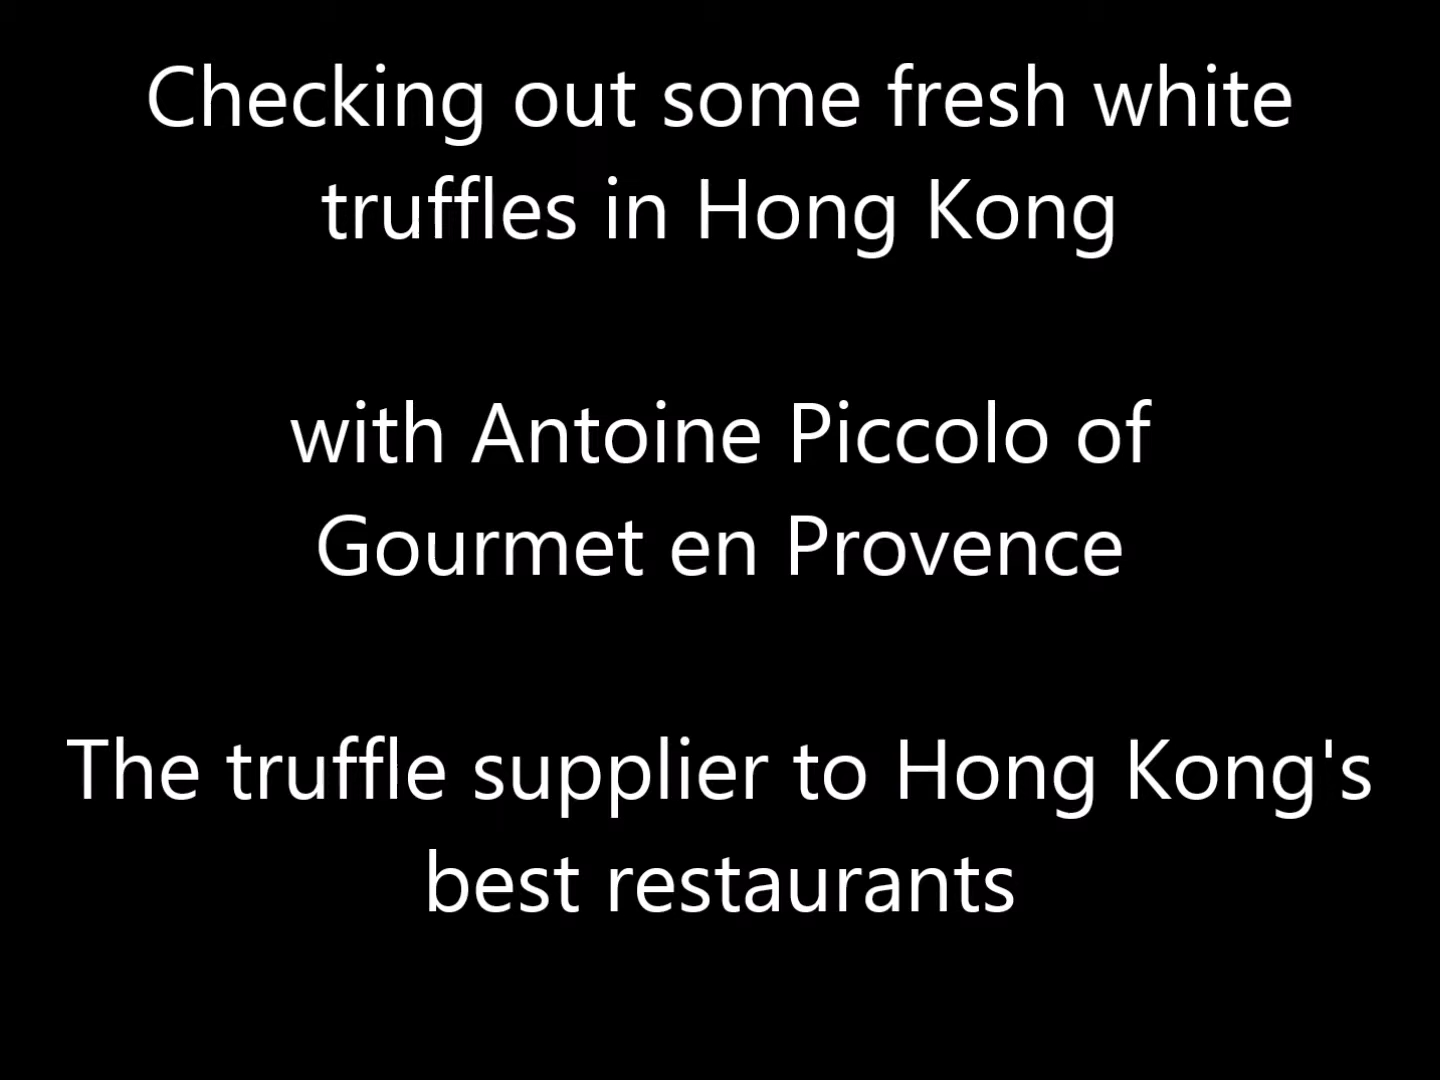 Checking out some fresh white
truffles in Hong Kong
with Antoine Piccolo of
Gourmet en Provence
The truffle supplier to Hong Kong's
best restaurants